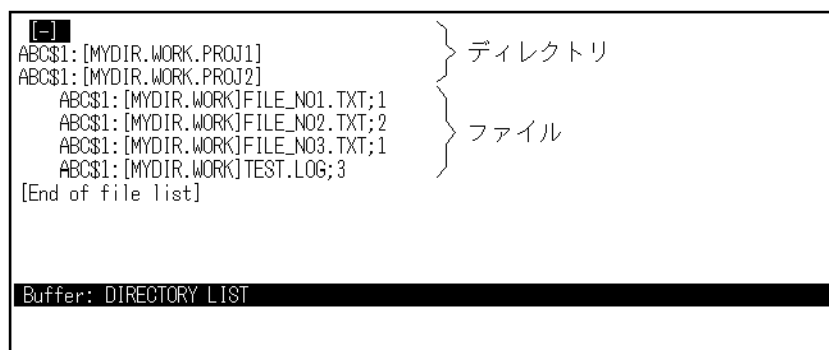 [-]
ABC$1:[MYDIR.WORK.PROJ1]
ABC$1:[MYDIR.WORK.PROJ2]
ディレクトリ
ABC$1:[MYDIR.WORK]FILE_NO1.TXT;1
ABC$1:[MYDIR.WORK]FILE_NO2.TXT;2
ABC$1:[MYDIR.WORK]FILE_NO3.TXT;1
ABC$1:[MYDIR.WORK]TEST.LOG;3
ファイル
[End of file list]
Buffer: DIRECTORY LIST